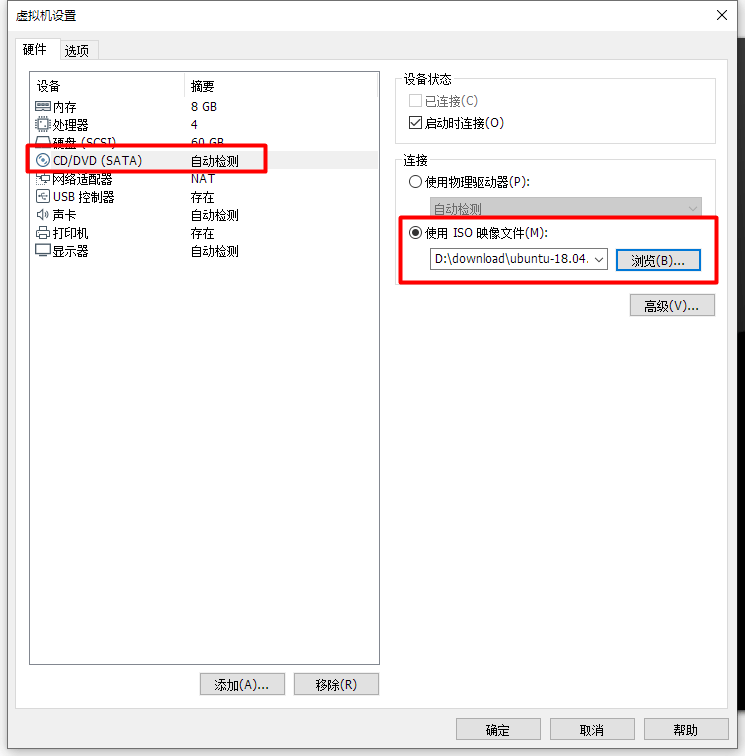 虚拟机设置
硬件 选项
设备 摘要
内存 8 GB
处理器 4
硬盘 (SCSI) 60 GB
CD/DVD (SATA) 自动检测
网络适配器 NAT
USB 控制器 存在
声卡 自动检测
打印机 存在
显示器 自动检测
添加(A)... 移除(R)
设备状态
已连接(C)
启动时连接(O)
连接
使用物理驱动器(P):
自动检测
使用 ISO 映像文件(M):
D:\download\ubuntu-18.04. 浏览(B)...
高级(V)...
确定 取消 帮助